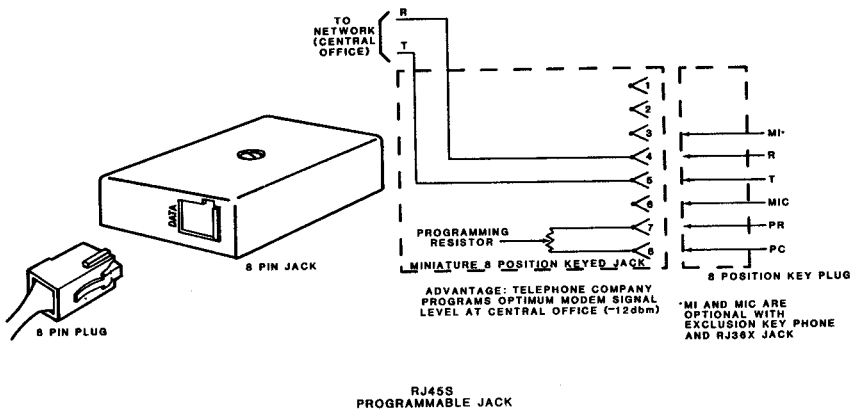 R
TO
NETWORK
(CENTRAL
OFFICE)
T
1
2
3
4
5
6
7
8
MI*
R
T
MIC
PR
PC
PROGRAMMING
RESISTOR
MINIATURE 8 POSITION KEYED JACK
8 POSITION KEY PLUG
DATA
8 PIN JACK
8 PIN PLUG
ADVANTAGE: TELEPHONE COMPANY
PROGRAMS OPTIMUM MODEM SIGNAL
LEVEL AT CENTRAL OFFICE (-12dbm)
*MI AND MIC ARE
OPTIONAL WITH
EXCLUSION KEY PHONE
AND RJ36X JACK
RJ45S
PROGRAMMABLE JACK